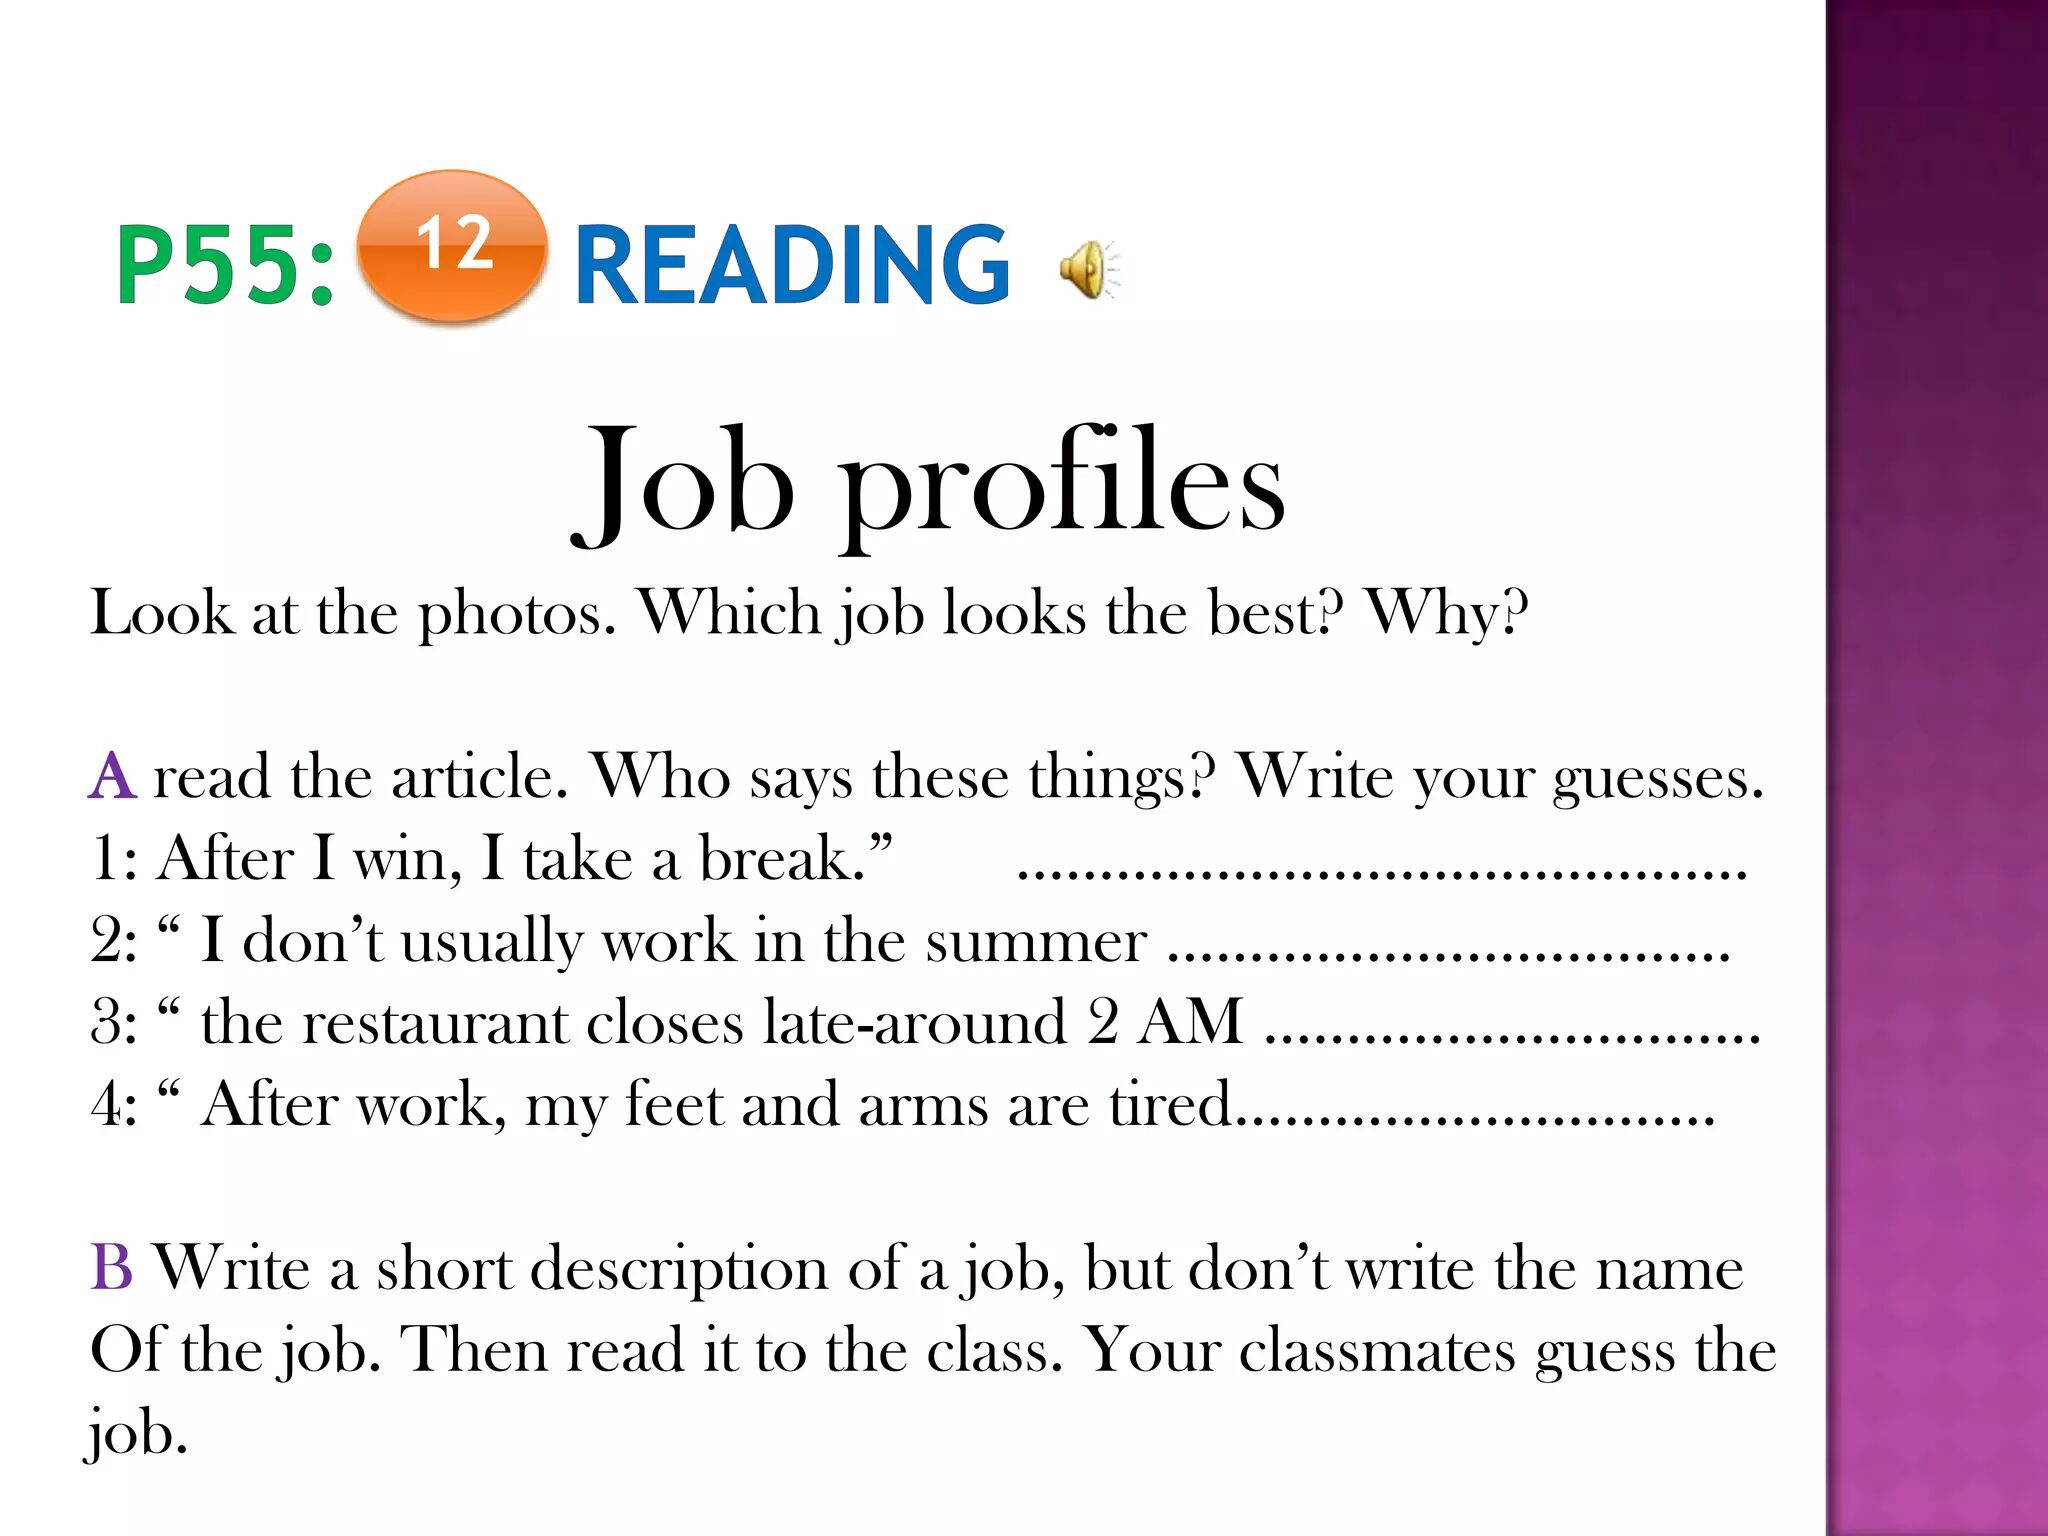 P55: 12 READING
Job profiles
Look at the photos. Which job looks the best? Why?
A read the article. Who says these things? Write your guesses.
1: After I win, I take a break.” ............................................
2: “ I don’t usually work in the summer ..................................
3: “ the restaurant closes late-around 2 AM ..............................
4: “ After work, my feet and arms are tired.............................
B Write a short description of a job, but don’t write the name
Of the job. Then read it to the class. Your classmates guess the
job.